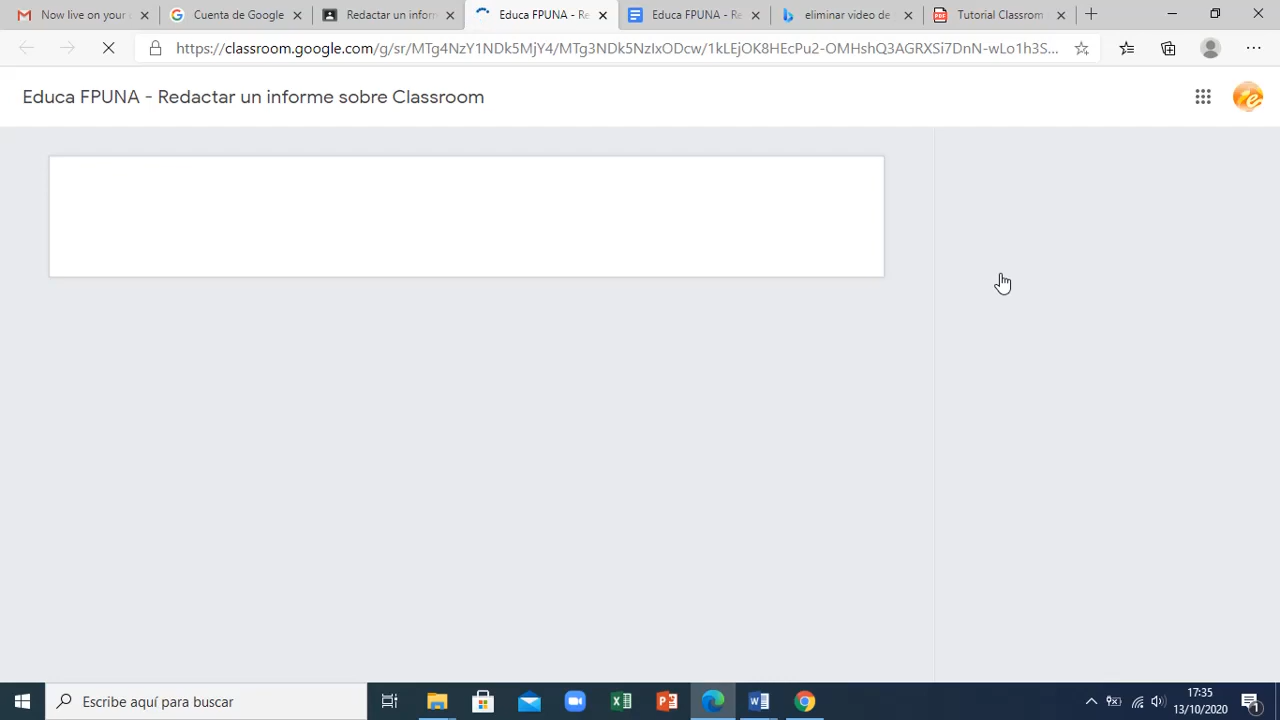 Now live on your
Cuenta de Google
Redactar un inform
Educa FPUNA - Re
Educa FPUNA - Re
eliminar video de
Tutorial Classrom
https://classroom.google.com/g/sr/MTg4NzY1NDk5MjY4/MTg3NDk5NzIxODcw/1kLEjOK8HEcPu2-OMHshQ3AGRXSi7DnN-wLo1h3S...
Educa FPUNA - Redactar un informe sobre Classroom
Escribe aquí para buscar
17:35
13/10/2020
1